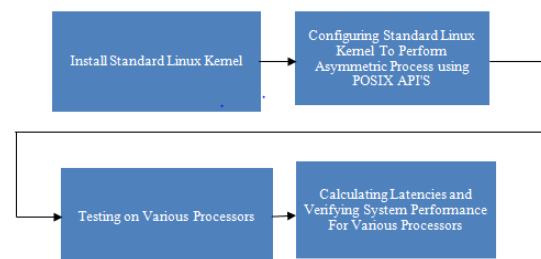 Install Standard Linux Kernel
Configuring Standard Linux
Kernel To Perform
Asymmetric Process using
POSIX API'S
Testing on Various Processors
Calculating Latencies and
Verifying System Performance
For Various Processors